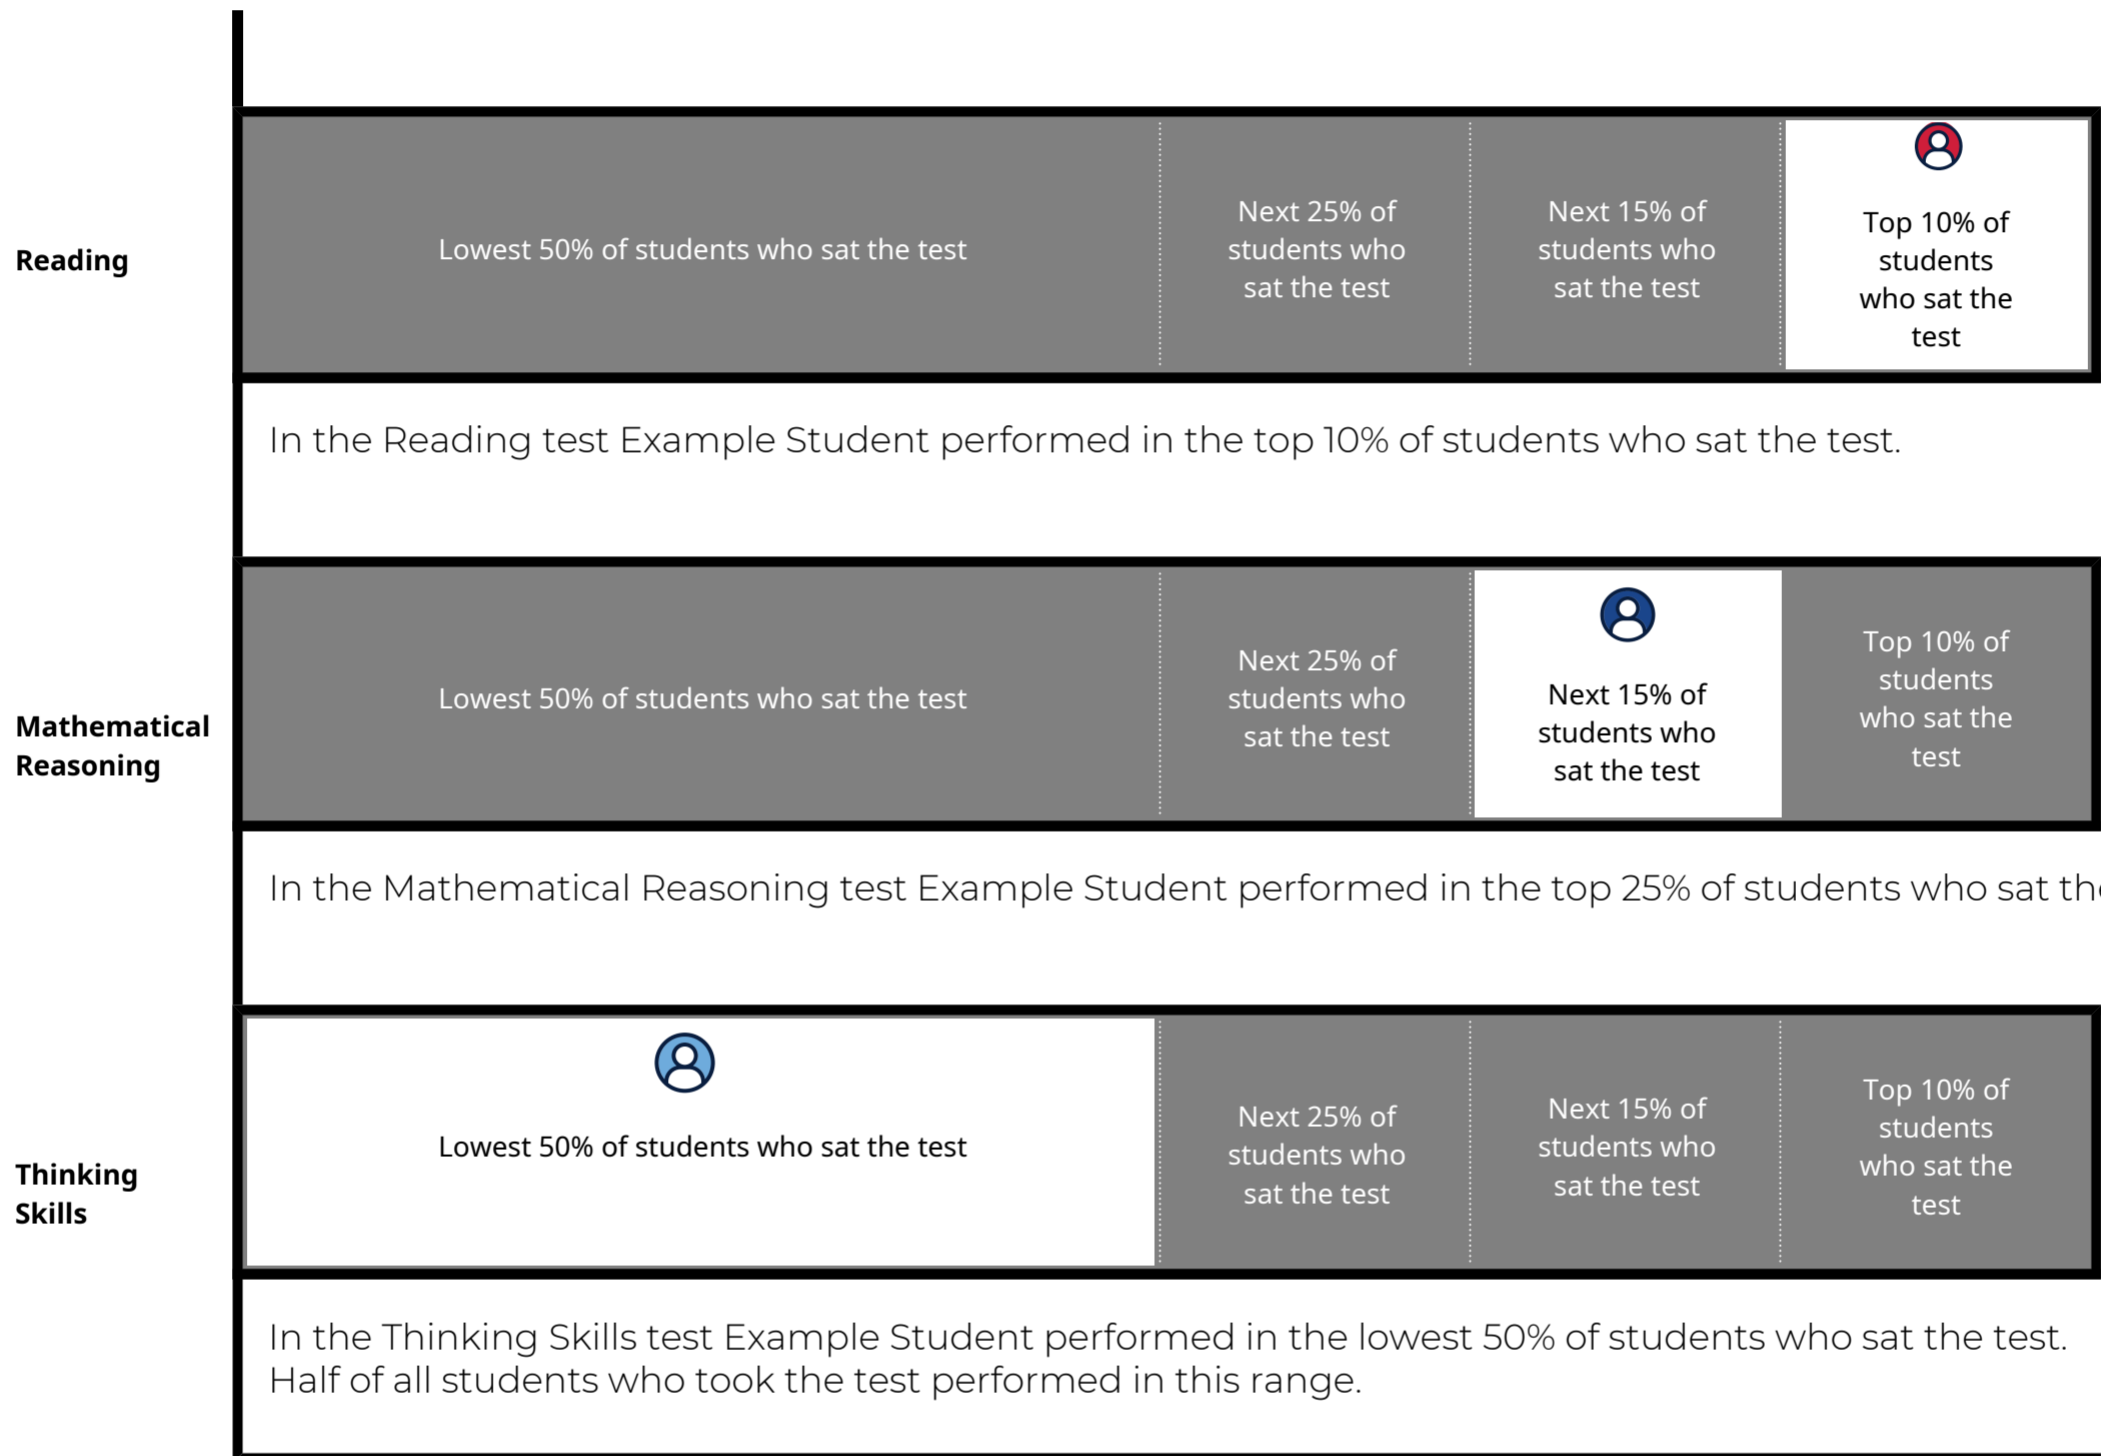 Reading
Lowest 50% of students who sat the test
Next 25% of
students who
sat the test
Next 15% of
students who
sat the test
Top 10% of
students
who sat the
test
In the Reading test Example Student performed in the top 10% of students who sat the test.
Mathematical
Reasoning
Lowest 50% of students who sat the test
Next 25% of
students who
sat the test
Next 15% of
students who
sat the test
Top 10% of
students
who sat the
test
In the Mathematical Reasoning test Example Student performed in the top 25% of students who sat
Thinking
Skills
Lowest 50% of students who sat the test
Next 25% of
students who
sat the test
Next 15% of
students who
sat the test
Top 10% of
students
who sat the
test
In the Thinking Skills test Example Student performed in the lowest 50% of students who sat the test.
Half of all students who took the test performed in this range.